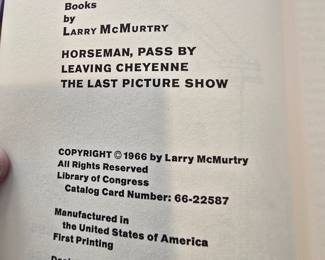 Books
by
LARRY MCMURTRY
HORSEMAN, PASS BY
LEAVING CHEYENNE
THE LAST PICTURE SHOW
COPYRIGHT © 1966 by Larry McMurtry
All Rights Reserved
Library of Congress
Catalog Card Number: 66-22587
Manufactured in
the United States of America
First Printing